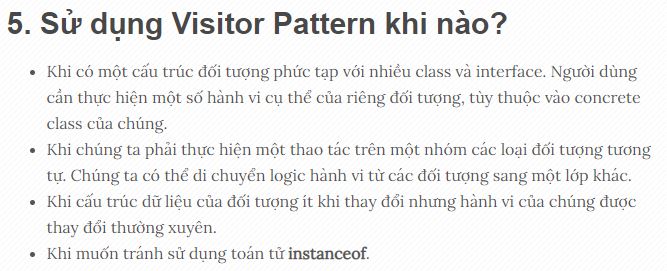 5. Sử dụng Visitor Pattern khi nào?
• Khi có một cấu trúc đối tượng phức tạp với nhiều class và interface. Người dùng
cần thực hiện một số hành vi cụ thể của riêng đối tượng, tùy thuộc vào concrete
class của chúng.
• Khi chúng ta phải thực hiện một thao tác trên một nhóm các loại đối tượng tương
tự. Chúng ta có thể di chuyển logic hành vi từ các đối tượng sang một lớp khác.
• Khi cấu trúc dữ liệu của đối tượng ít khi thay đổi nhưng hành vi của chúng được
thay đổi thường xuyên.
• Khi muốn tránh sử dụng toán tử instanceof.